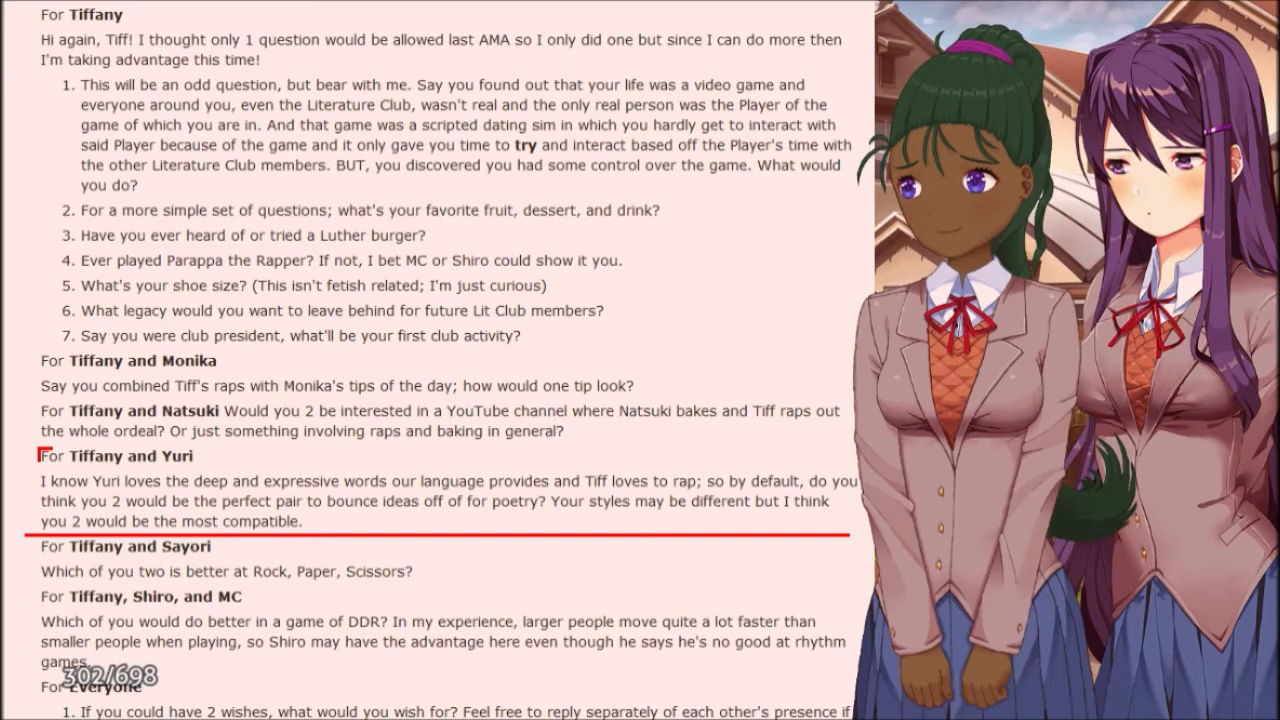 For Tiffany
Hi again, Tiff! I thought only 1 question would be allowed last AMA so I only did one but since I can do more then
I'm taking advantage this time!
1. This will be an odd question, but bear with me. Say you found out that your life was a video game and
everyone around you, even the Literature Club, wasn't real and the only real person was the Player of the
game of which you are in. And that game was a scripted dating sim in which you hardly get to interact with
said Player because of the game and it only gave you time to try and interact based off the Player's time with
the other Literature Club members. BUT, you discovered you had some control over the game. What would
you do?
2. For a more simple set of questions; what's your favorite fruit, dessert, and drink?
3. Have you ever heard of or tried a Luther burger?
4. Ever played Parappa the Rapper? If not, I bet MC or Shiro could show it you.
5. What's your shoe size? (This isn't fetish related; I'm just curious)
6. What legacy would you want to leave behind for future Lit Club members?
7. Say you were club president, what'll be your first club activity?
For Tiffany and Monika
Say you combined Tiff's raps with Monika's tips of the day; how would one tip look?
For Tiffany and Natsuki Would you 2 be interested in a YouTube channel where Natsuki bakes and Tiff raps out
the whole ordeal? Or just something involving raps and baking in general?
For Tiffany and Yuri
I know Yuri loves the deep and expressive words our language provides and Tiff loves to rap; so by default, do you
think you 2 would be the perfect pair to bounce ideas off of for poetry? Your styles may be different but I think
you 2 would be the most compatible.
For Tiffany and Sayori
Which of you two is better at Rock, Paper, Scissors?
For Tiffany, Shiro, and MC
Which of you would do better in a game of DDR? In my experience, larger people move quite a lot faster than
smaller people when playing, so Shiro may have the advantage here even though he says he's no good at rhythm
games.
302/698
For Everyone
1. If you could have 2 wishes, what would you wish for? Feel free to reply separately of each other's presence if